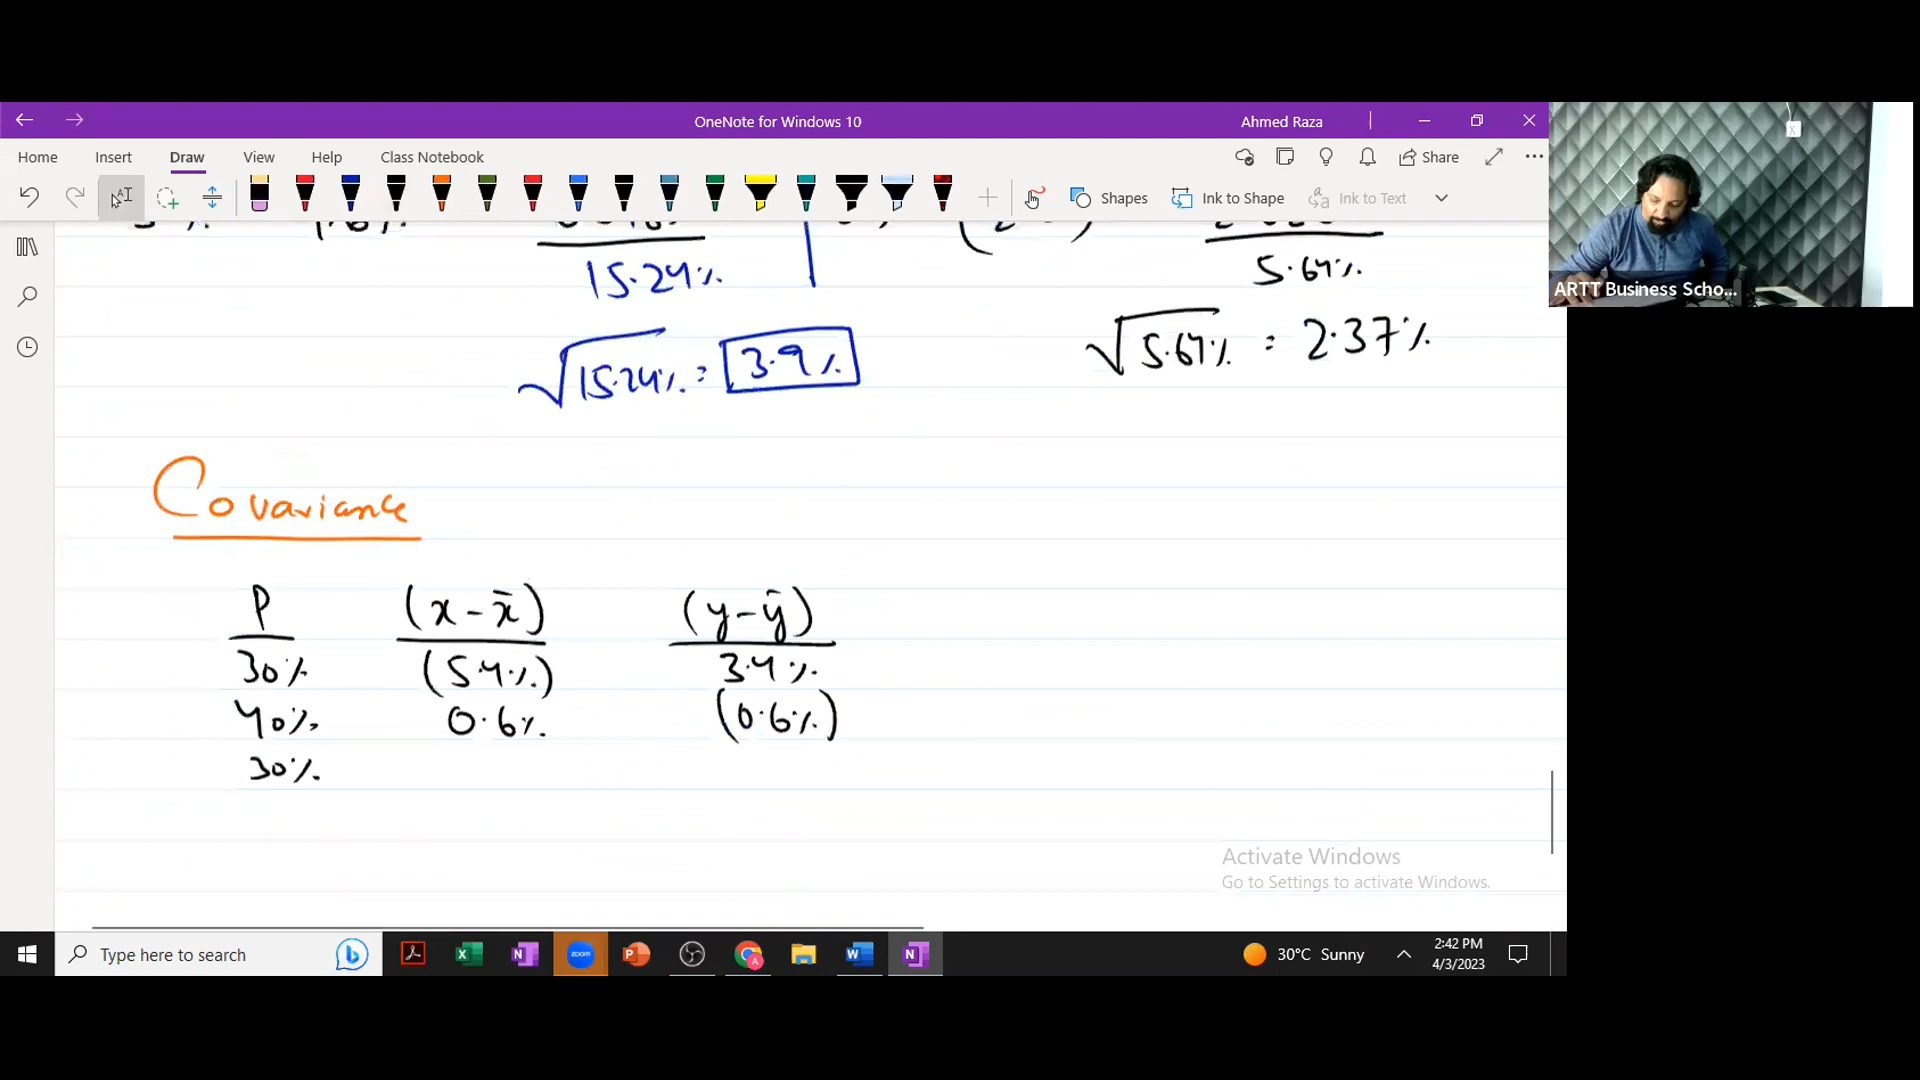 OneNote for Windows 10
Ahmed Raza
Home Insert Draw View Help Class Notebook
Share
Shapes
Ink to Shape
Ink to Text
15.24%
5.64%
√15.24% = 3.9%
√5.64% = 2.37%
Covariance
P (x - x̄) (y - ȳ)
30% (5.4%) 3.4%
40% 0.6% (0.6%)
30%
Activate Windows
Go to Settings to activate Windows.
Type here to search
zoom
30°C Sunny
2:42 PM
4/3/2023
ARTT Business Scho...